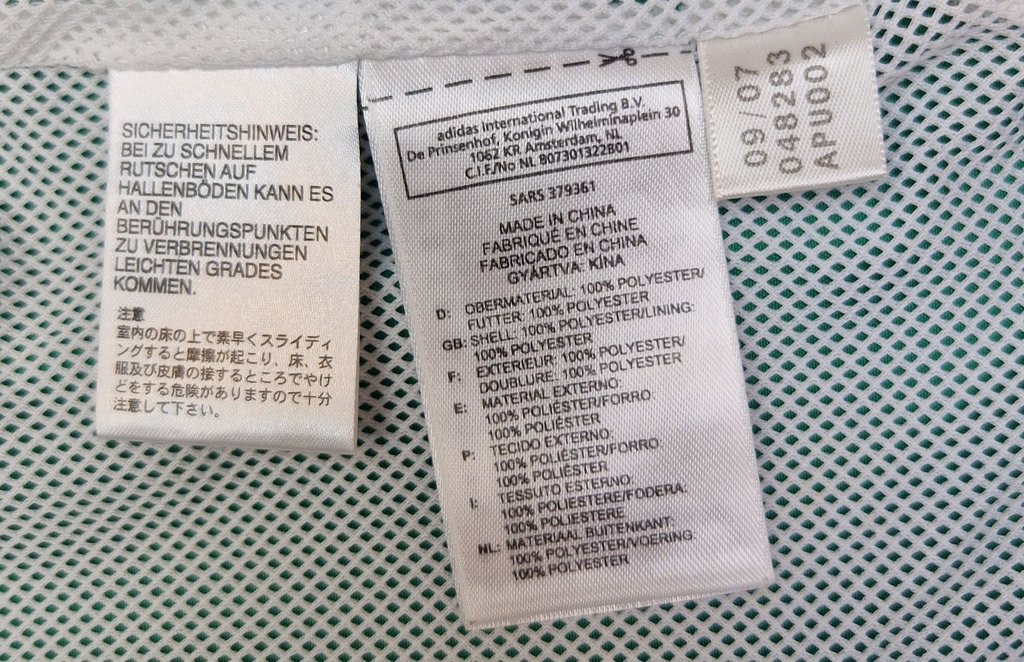 SICHERHEITSHINWEIS:
BEI ZU SCHNELLEM
RUTSCHEN AUF
HALLENBÖDEN KANN ES
AN DEN
BERÜHRUNGSPUNKTEN
ZU VERBRENNUNGEN
LEICHTEN GRADES
KOMMEN.
注意
室内の床の上で素早くスライディ
ングすると摩擦が起こり、床、衣
服及び皮膚の接するところでやけ
どをする危険がありますので十分
注意して下さい。
adidas International Trading B.V.
De Prinsenhof, Konigin Wilhelminaplein 30
1062 KR Amsterdam, NL
C.I.F./No NL 807301322B01
SARS 379361
MADE IN CHINA
FABRIQUÉ EN CHINE
FABRICADO EN CHINA
GYÁRTVA: KÍNA
D: OBERMATERIAL: 100% POLYESTER/
FUTTER: 100% POLYESTER
GB: SHELL: 100% POLYESTER/LINING:
100% POLYESTER
F: EXTERIEUR: 100% POLYESTER/
DOUBLURE: 100% POLYESTER
E: MATERIAL EXTERNO:
100% POLIÉSTER/FORRO:
100% POLIÉSTER
P: TECIDO EXTERNO:
100% POLIÉSTER/FORRO:
100% POLIÉSTER
I: TESSUTO ESTERNO:
100% POLIESTERE/FODERA:
100% POLIESTERE
NL: MATERIAAL BUITENKANT:
100% POLYESTER/VOERING:
100% POLYESTER
09/07
048283
APU002